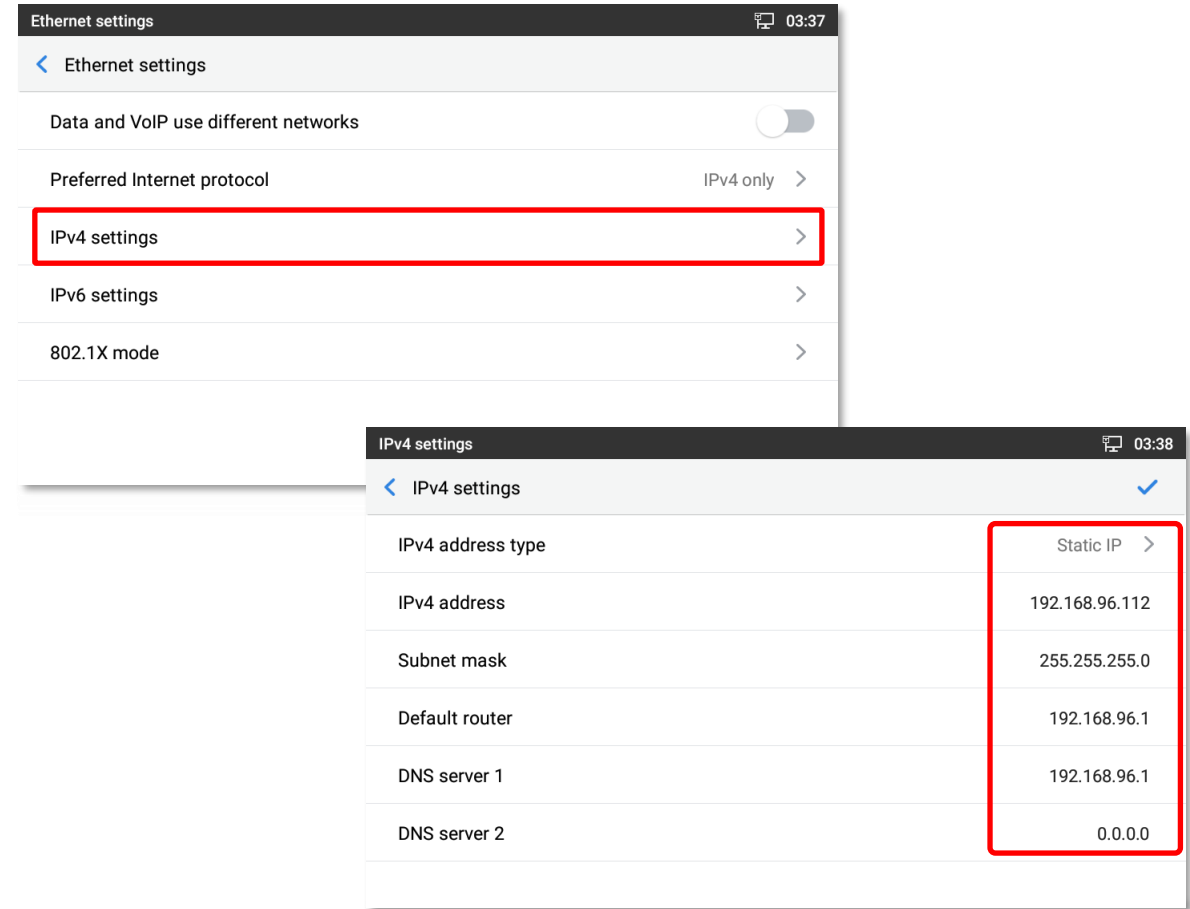 Ethernet settings 03:37
Ethernet settings
Data and VoIP use different networks
Preferred Internet protocol IPv4 only
IPv4 settings
IPv6 settings
802.1X mode
IPv4 settings 03:38
IPv4 settings
IPv4 address type Static IP
IPv4 address 192.168.96.112
Subnet mask 255.255.255.0
Default router 192.168.96.1
DNS server 1 192.168.96.1
DNS server 2 0.0.0.0